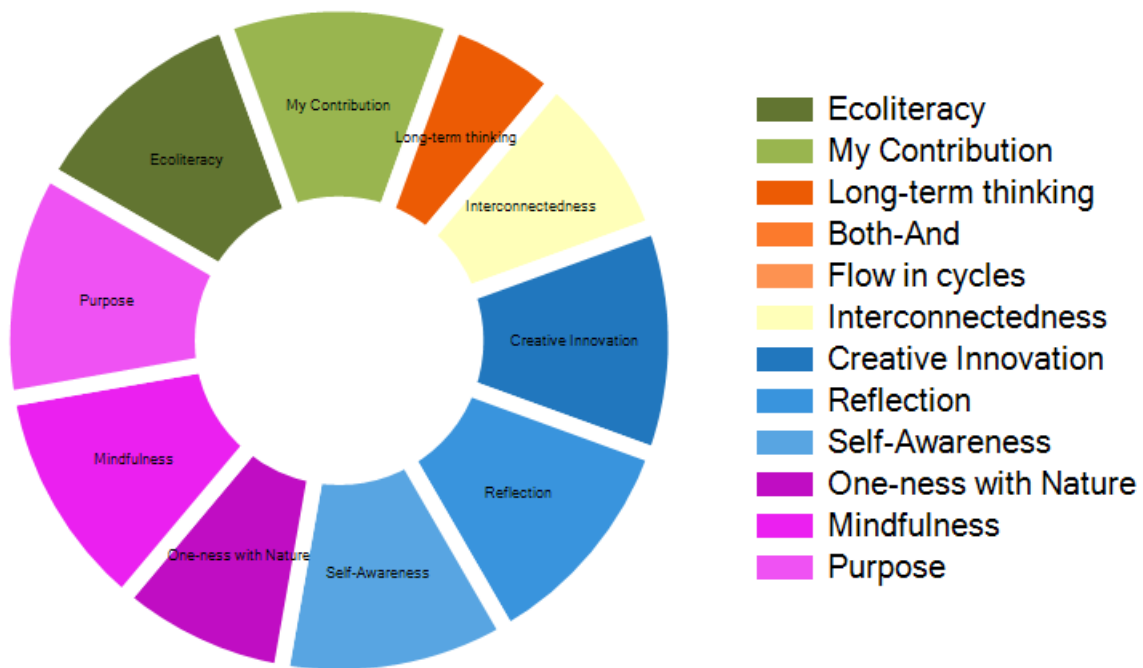 My Contribution
Long-term thinking
Ecoliteracy
Interconnectedness
Purpose
Creative Innovation
Mindfulness
Reflection
One-ness with Nature
Self-Awareness
Ecoliteracy
My Contribution
Long-term thinking
Both-And
Flow in cycles
Interconnectedness
Creative Innovation
Reflection
Self-Awareness
One-ness with Nature
Mindfulness
Purpose